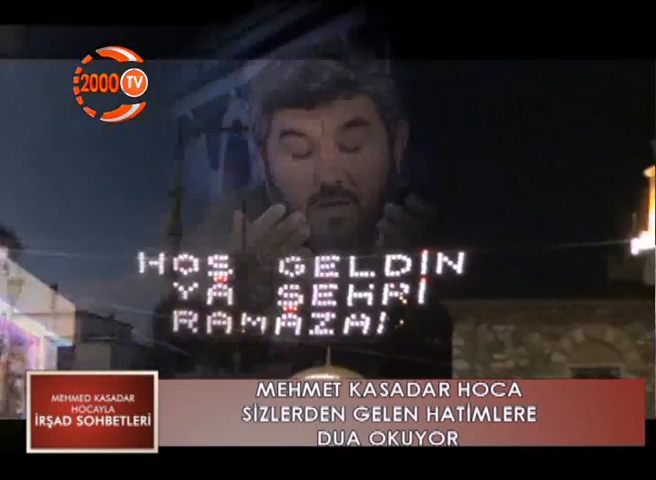 2000 TV
HOŞ GELDİN
YA ŞEHRİ
RAMAZA
MEHMED KASADAR
HOCAYLA
İRŞAD SOHBETLERİ
MEHMET KASADAR HOCA
SİZLERDEN GELEN HATİMLERE
DUA OKUYOR